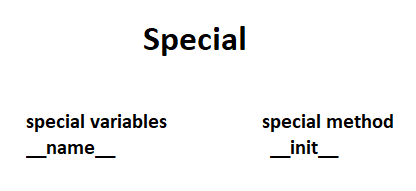 Special
special variables
__name__
special method
__init__